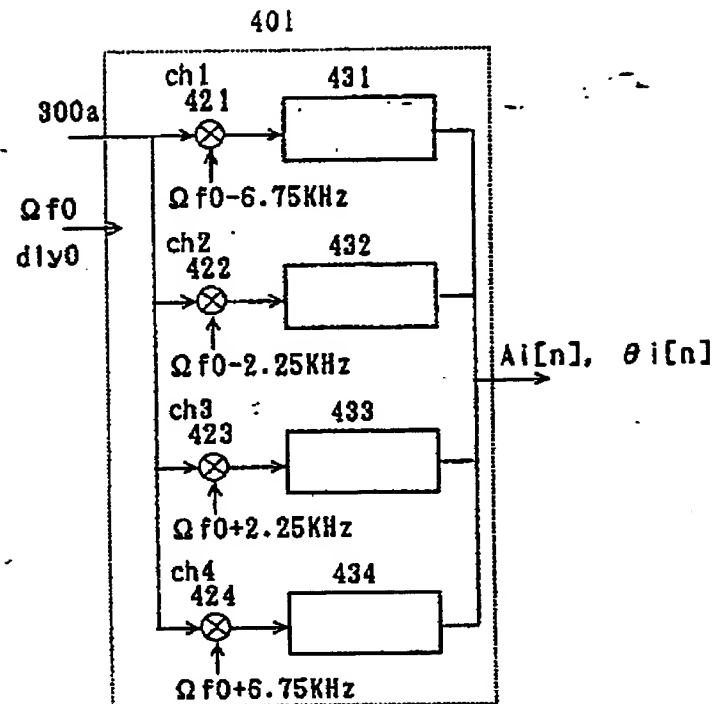 401
ch1
421
431
300a
Ωf0-6.75KHz
Ωf0
dly0
ch2
422
432
Ωf0-2.25KHz
Ai[n], θi[n]
ch3
423
433
Ωf0+2.25KHz
ch4
424
434
Ωf0+6.75KHz